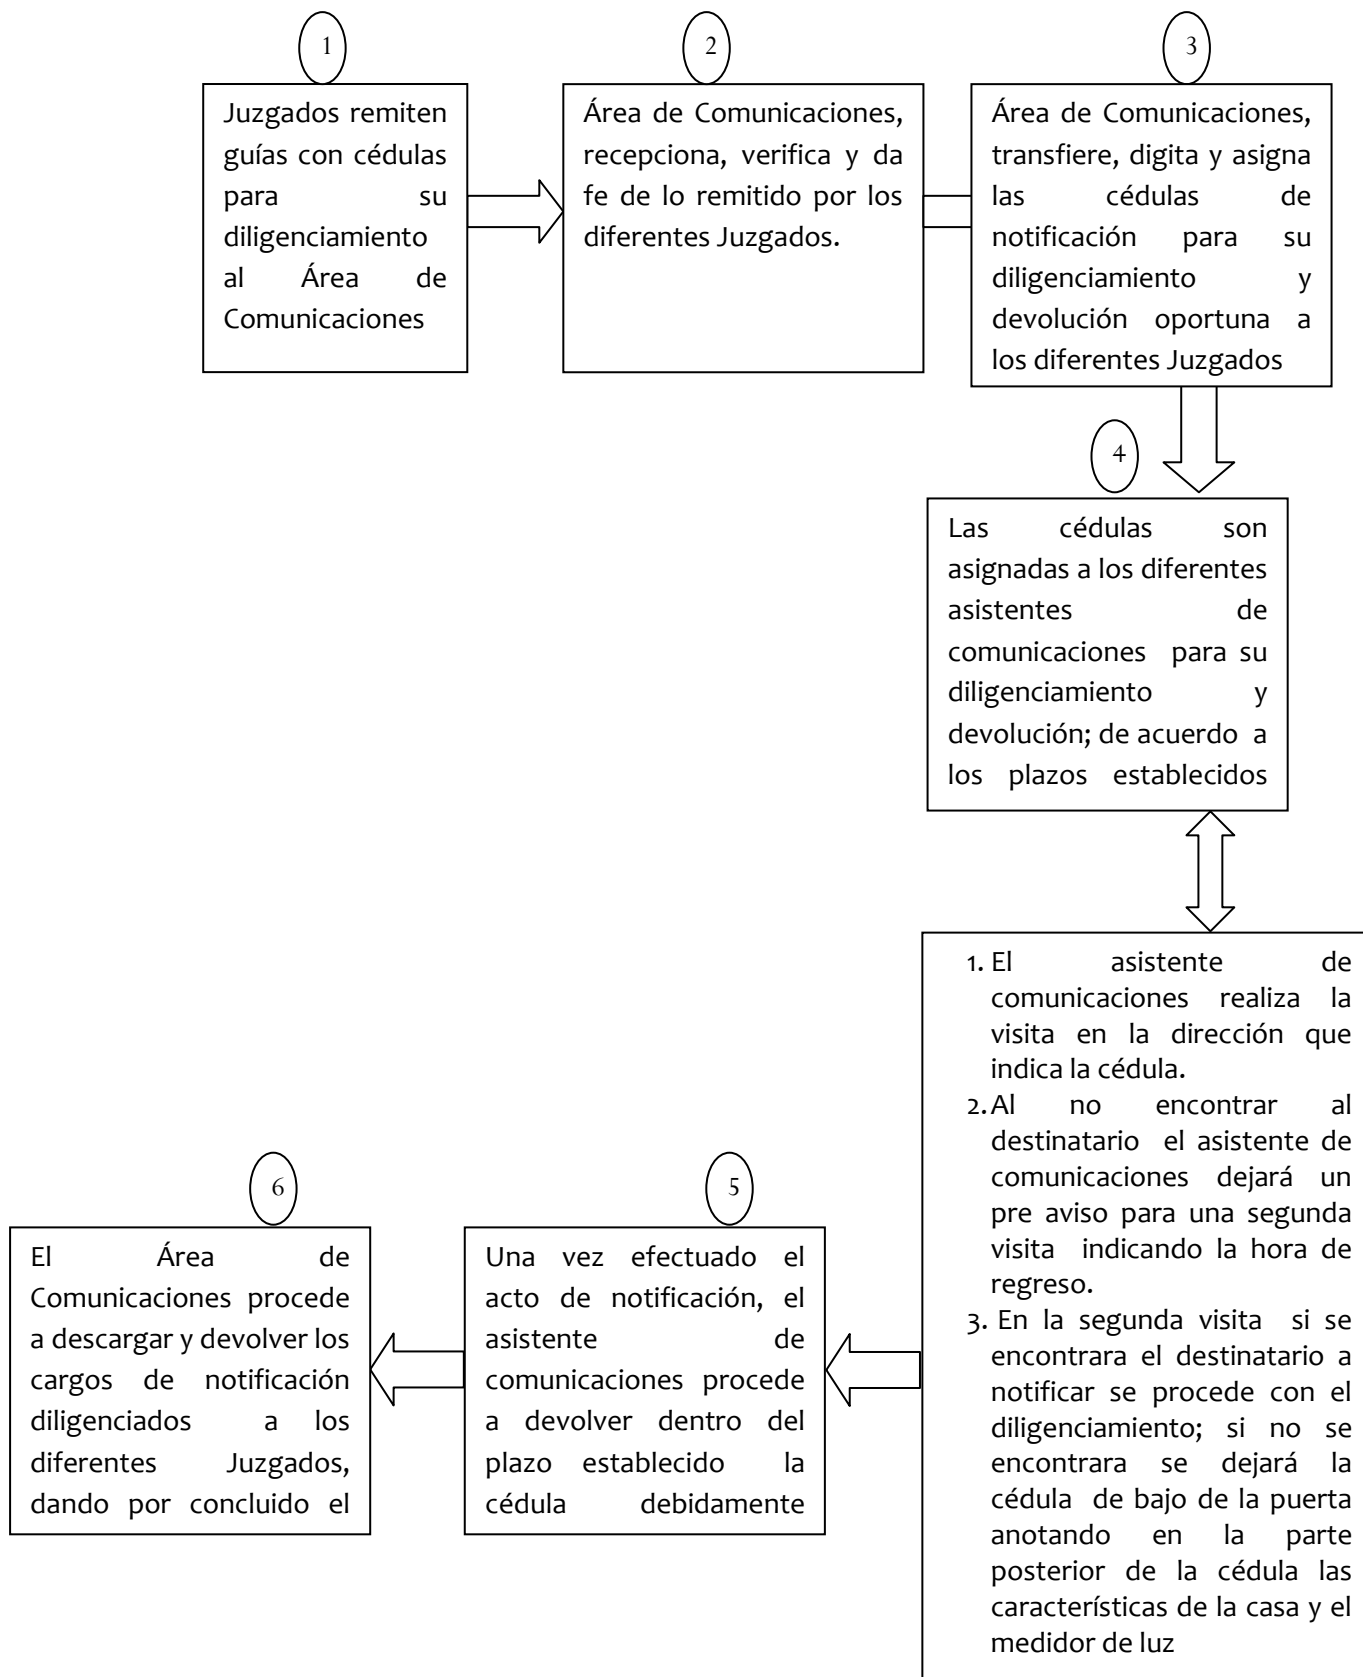 1
Juzgados remiten
guías con cédulas
para su
diligenciamiento
al Área de
Comunicaciones
2
Área de Comunicaciones,
recepciona, verifica y da
fe de lo remitido por los
diferentes Juzgados.
3
Área de Comunicaciones,
transfiere, digita y asigna
las cédulas de
notificación para su
diligenciamiento y
devolución oportuna a
los diferentes Juzgados
4
Las cédulas son
asignadas a los diferentes
asistentes de
comunicaciones para su
diligenciamiento y
devolución; de acuerdo a
los plazos establecidos
1. El asistente de
comunicaciones realiza la
visita en la dirección que
indica la cédula.
2. Al no encontrar al
destinatario el asistente de
comunicaciones dejará un
pre aviso para una segunda
visita indicando la hora de
regreso.
3. En la segunda visita si se
encontrara el destinatario a
notificar se procede con el
diligenciamiento; si no se
encontrara se dejará la
cédula de bajo de la puerta
anotando en la parte
posterior de la cédula las
características de la casa y el
medidor de luz
5
Una vez efectuado el
acto de notificación, el
asistente de
comunicaciones procede
a devolver dentro del
plazo establecido la
cédula debidamente
6
El Área de
Comunicaciones procede
a descargar y devolver los
cargos de notificación
diligenciados a los
diferentes Juzgados,
dando por concluido el